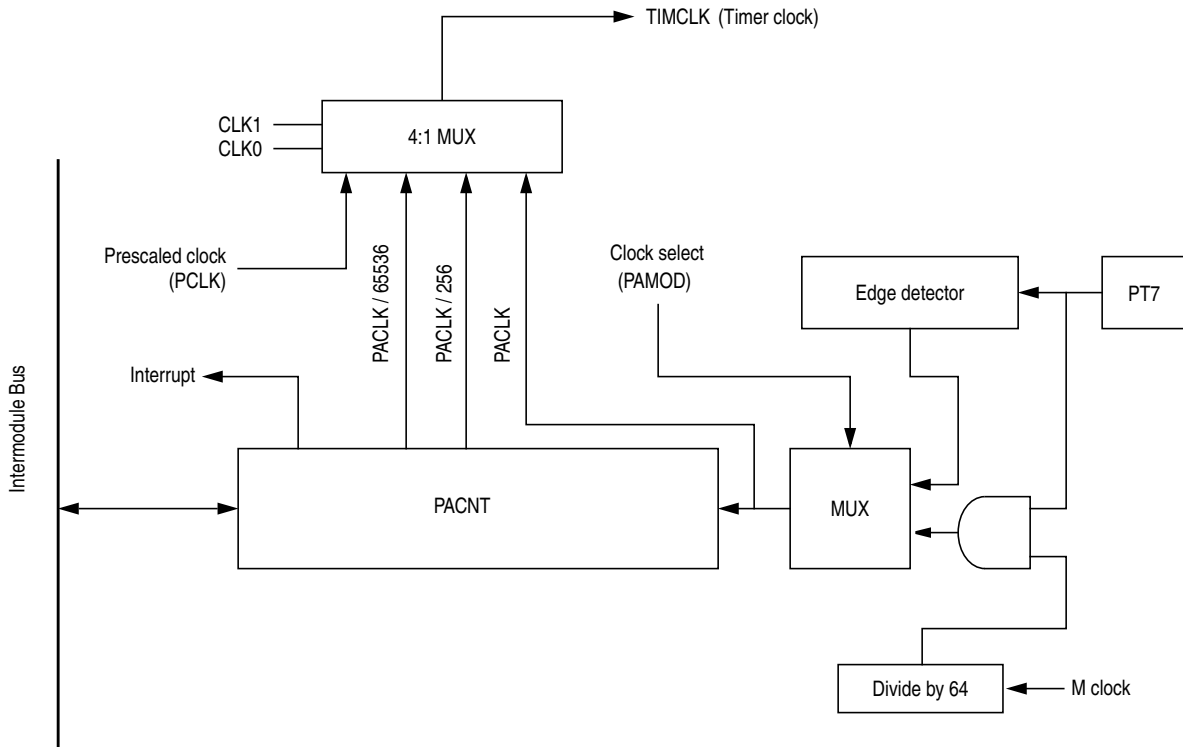 TIMCLK (Timer clock)
CLK1
CLK0
4:1 MUX
Prescaled clock
(PCLK)
PACLK / 65536
PACLK / 256
PACLK
Clock select
(PAMOD)
Edge detector
PT7
Interrupt
Intermodule Bus
PACNT
MUX
Divide by 64
M clock